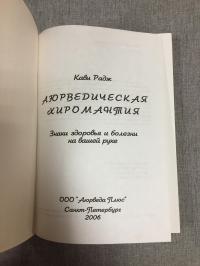 Кави Радж
АЮРВЕДИЧЕСКАЯ
ХИРОМАНТИЯ
Знаки здоровья и болезни
на вашей руке
ООО "Аюрведа Плюс"
Санкт-Петербург
2006